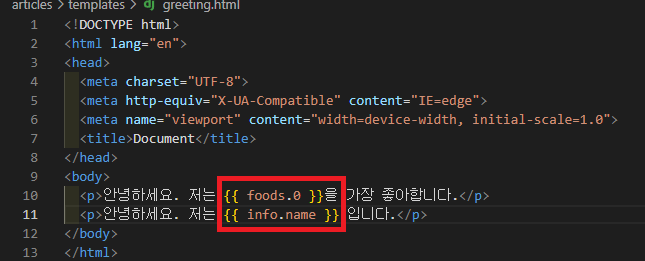 articles > templates > dj greeting.html
1 <!DOCTYPE html>
2 <html lang="en">
3 <head>
4 <meta charset="UTF-8">
5 <meta http-equiv="X-UA-Compatible" content="IE=edge">
6 <meta name="viewport" content="width=device-width, initial-scale=1.0">
7 <title>Document</title>
8 </head>
9 <body>
10 <p>안녕하세요. 저는 {{ foods.0 }}을 가장 좋아합니다.</p>
11 <p>안녕하세요. 저는 {{ info.name }} 입니다.</p>
12 </body>
13 </html>